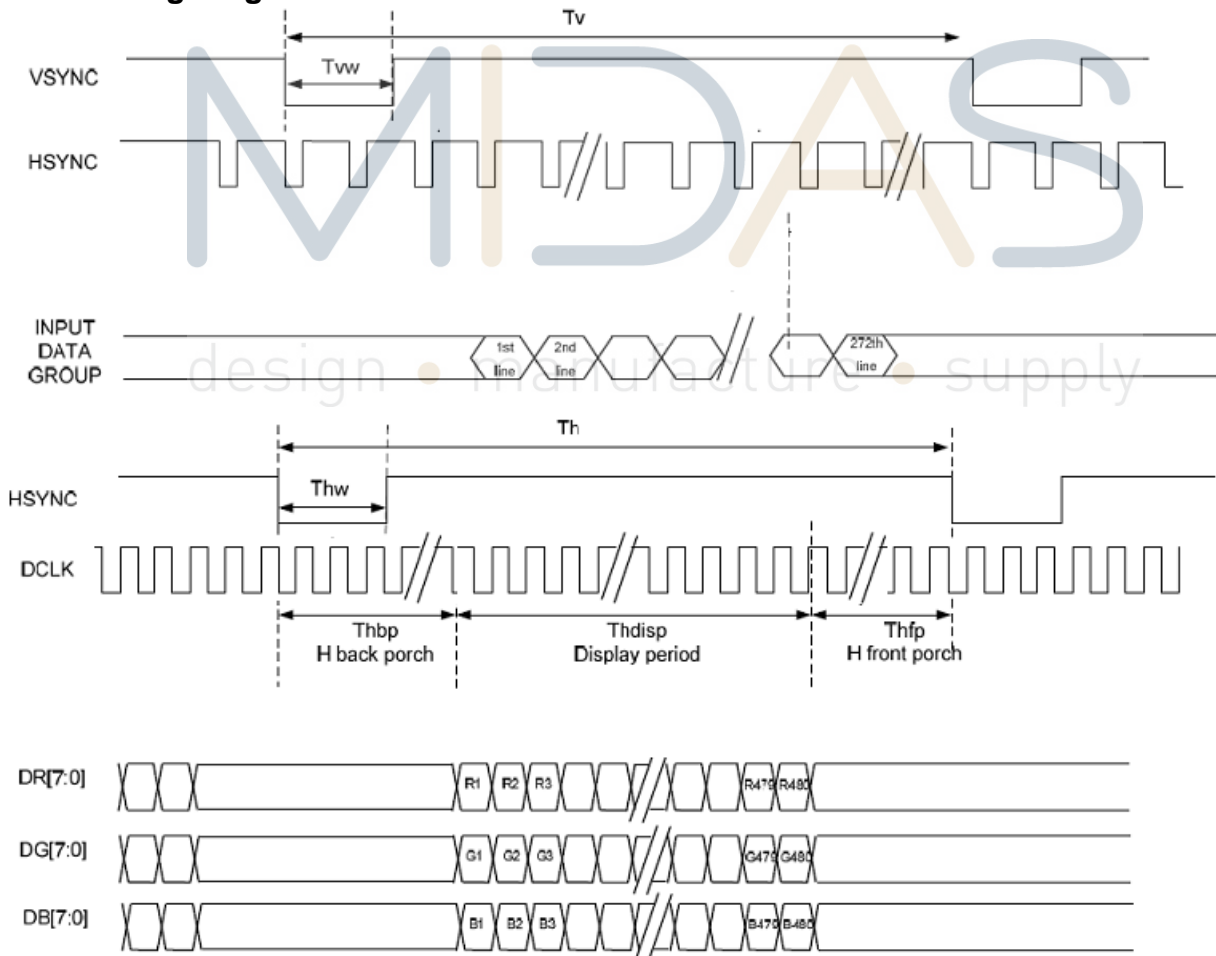 Tv
VSYNC
Tvw
HSYNC
MIDAS
INPUT
DATA
GROUP
1st
line
2nd
line
272th
line
design • manufacture • supply
Th
HSYNC
Thw
DCLK
Thbp
H back porch
Thdisp
Display period
Thfp
H front porch
DR[7:0]
R1 R2 R3 R479 R480
DG[7:0]
G1 G2 G3 G479 G480
DB[7:0]
B1 B2 B3 B479 B480